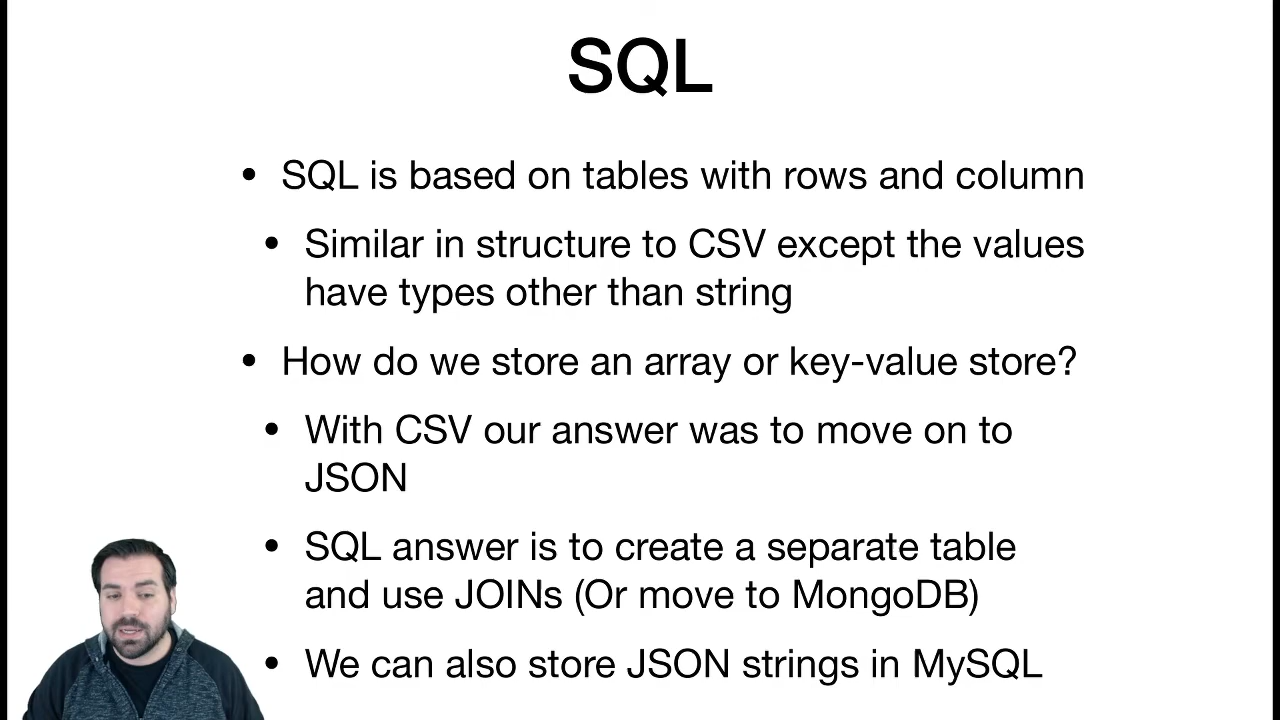 SQL
• SQL is based on tables with rows and column
• Similar in structure to CSV except the values
have types other than string
• How do we store an array or key-value store?
• With CSV our answer was to move on to
JSON
• SQL answer is to create a separate table
and use JOINs (Or move to MongoDB)
• We can also store JSON strings in MySQL